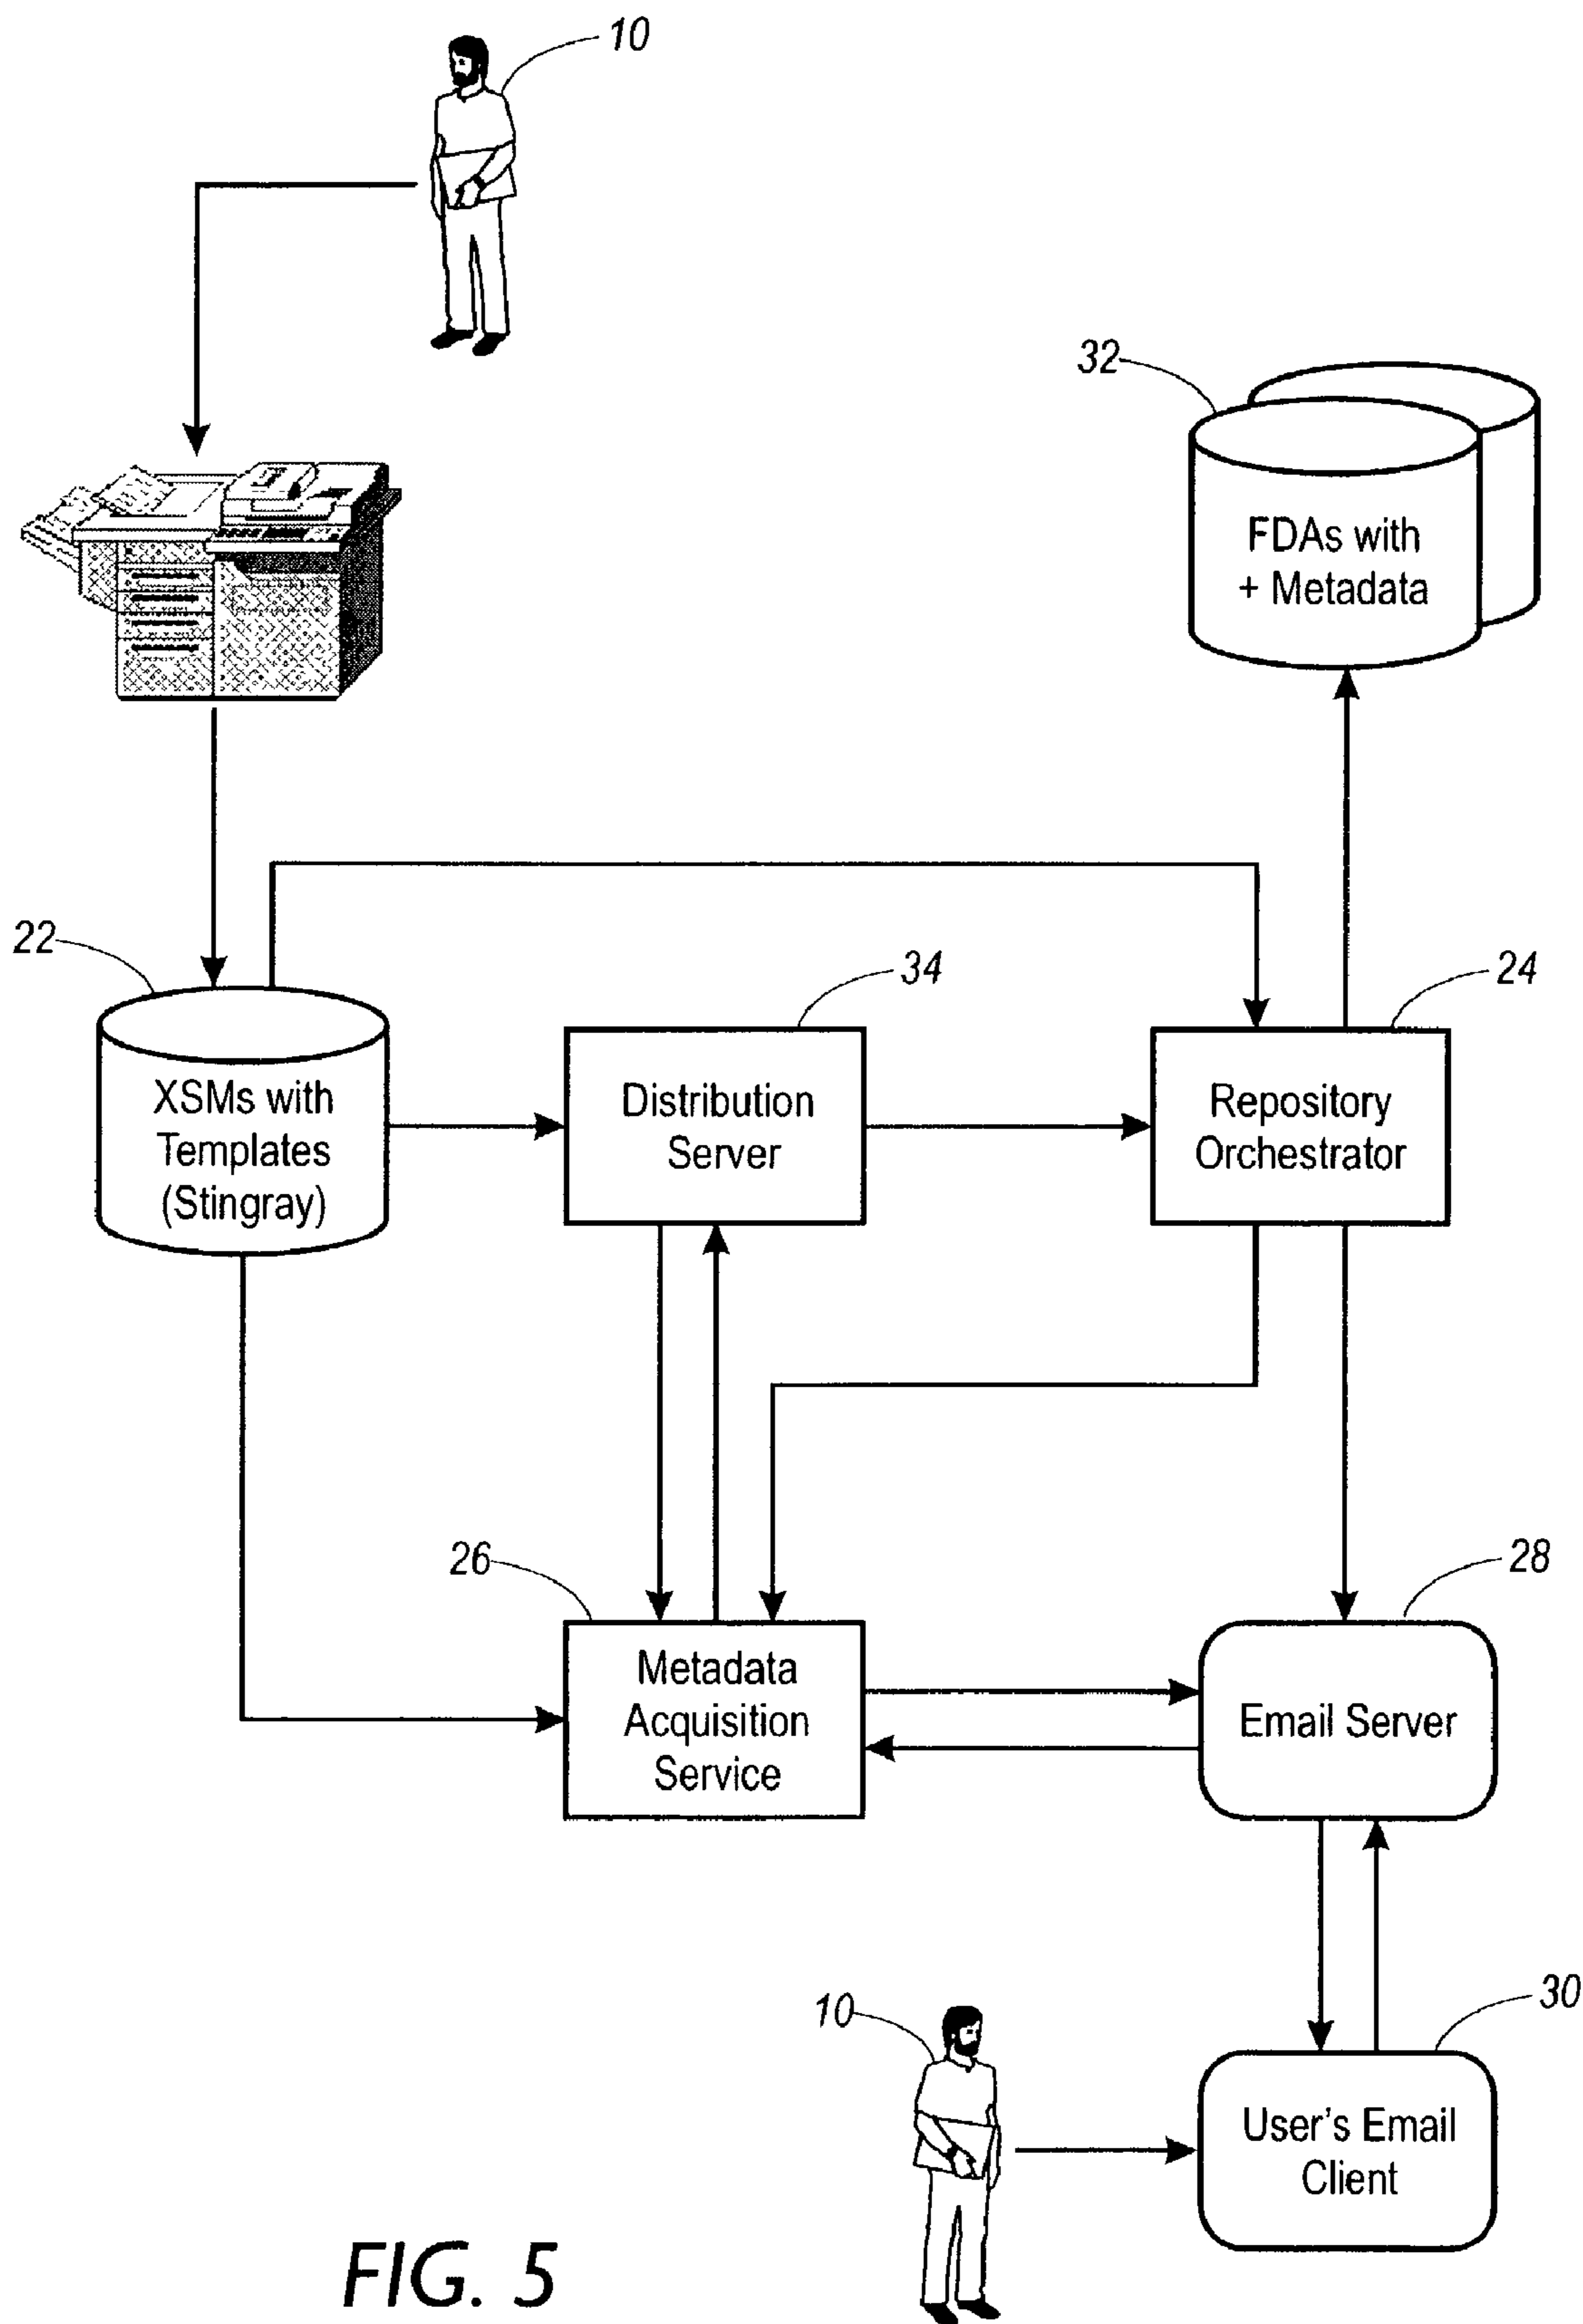 10
32
FDAs with
+ Metadata
22
34
24
XSMs with
Templates
(Stingray)
Distribution
Server
Repository
Orchestrator
26
28
Metadata
Acquisition
Service
Email Server
10
30
User's Email
Client
FIG. 5